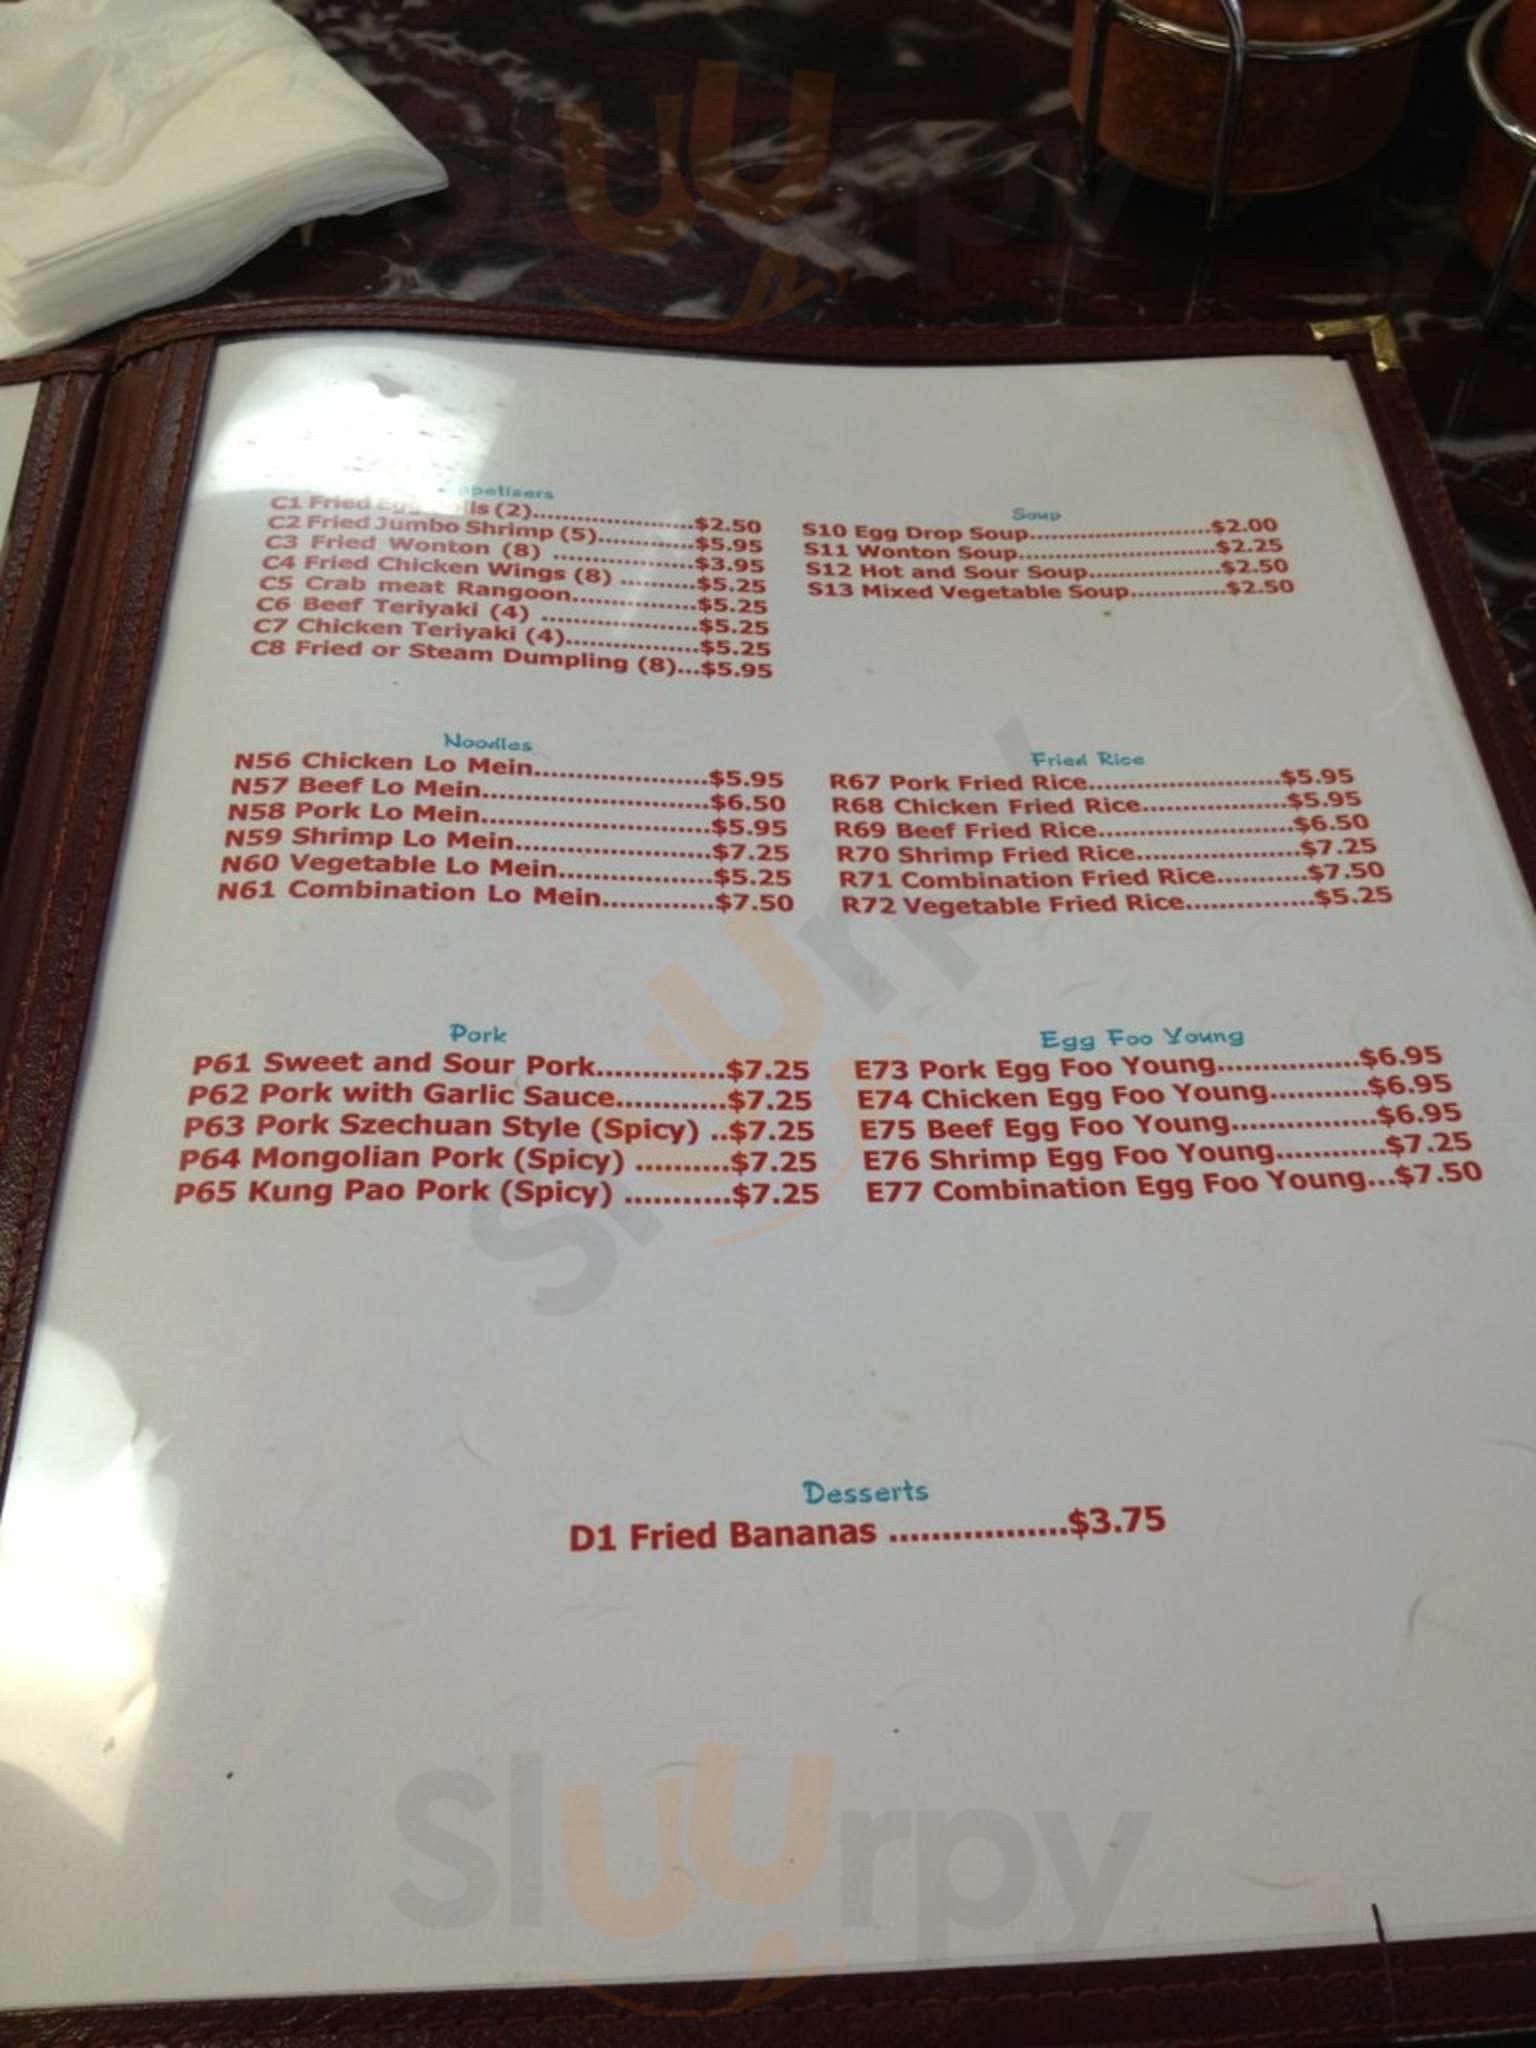 Appetisers
C1 Fried Egg Rolls (2)..........................$2.50
C2 Fried Jumbo Shrimp (5)................$5.95
C3 Fried Wonton (8) .......................$3.95
C4 Fried Chicken Wings (8) ............$5.25
C5 Crab meat Rangoon....................$5.25
C6 Beef Teriyaki (4) .........................$5.25
C7 Chicken Teriyaki (4).....................$5.25
C8 Fried or Steam Dumpling (8)...$5.95
Soup
S10 Egg Drop Soup...........................$2.00
S11 Wonton Soup.............................$2.25
S12 Hot and Sour Soup...................$2.50
S13 Mixed Vegetable Soup.............$2.50
Noodles
N56 Chicken Lo Mein.......................$5.95
N57 Beef Lo Mein..............................$6.50
N58 Pork Lo Mein..............................$5.95
N59 Shrimp Lo Mein.........................$7.25
N60 Vegetable Lo Mein....................$5.25
N61 Combination Lo Mein.............$7.50
Fried Rice
R67 Pork Fried Rice..........................$5.95
R68 Chicken Fried Rice...................$5.95
R69 Beef Fried Rice..........................$6.50
R70 Shrimp Fried Rice.....................$7.25
R71 Combination Fried Rice...........$7.50
R72 Vegetable Fried Rice................$5.25
Pork
P61 Sweet and Sour Pork..............$7.25
P62 Pork with Garlic Sauce............$7.25
P63 Pork Szechuan Style (Spicy) ..$7.25
P64 Mongolian Pork (Spicy) ..........$7.25
P65 Kung Pao Pork (Spicy) ...........$7.25
Egg Foo Young
E73 Pork Egg Foo Young...............$6.95
E74 Chicken Egg Foo Young..........$6.95
E75 Beef Egg Foo Young................$6.95
E76 Shrimp Egg Foo Young............$7.25
E77 Combination Egg Foo Young...$7.50
Desserts
D1 Fried Bananas .................$3.75
Sluurpy
Sluurpy
Sluurpy